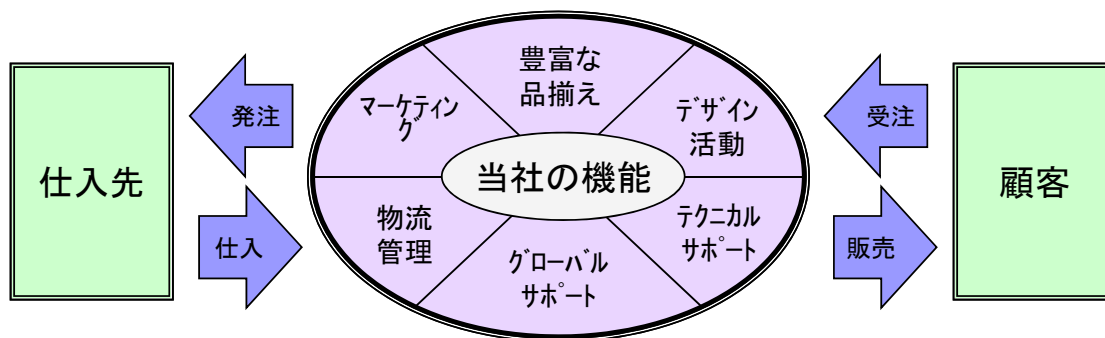 仕入先
発注
仕入
マーケティン
グ
豊富な
品揃え
デザイン
活動
当社の機能
物流
管理
グローバル
サポート
テクニカル
サポート
受注
販売
顧客